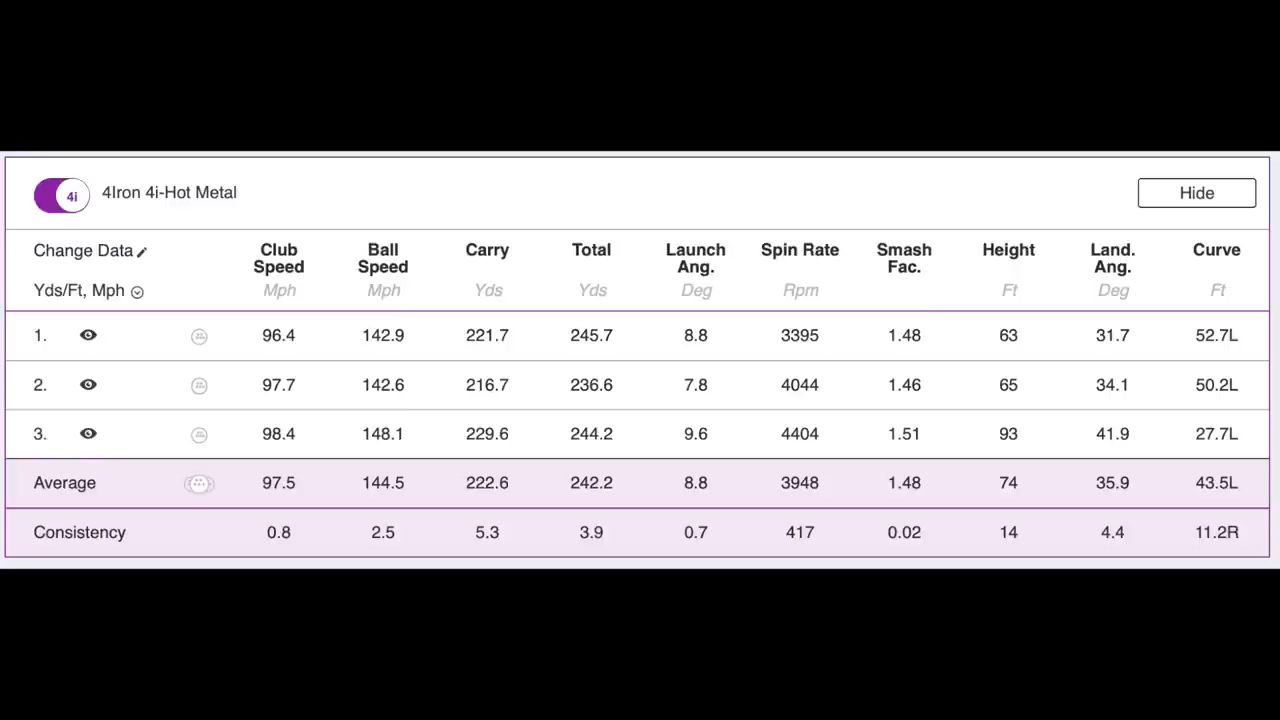 4i 4Iron 4i-Hot Metal Hide
Change Data Club Speed Ball Speed Carry Total Launch Ang. Spin Rate Smash Fac. Height Land. Ang. Curve
Yds/Ft, Mph Mph Mph Yds Yds Deg Rpm Ft Deg Ft
1. 96.4 142.9 221.7 245.7 8.8 3395 1.48 63 31.7 52.7L
2. 97.7 142.6 216.7 236.6 7.8 4044 1.46 65 34.1 50.2L
3. 98.4 148.1 229.6 244.2 9.6 4404 1.51 93 41.9 27.7L
Average 97.5 144.5 222.6 242.2 8.8 3948 1.48 74 35.9 43.5L
Consistency 0.8 2.5 5.3 3.9 0.7 417 0.02 14 4.4 11.2R